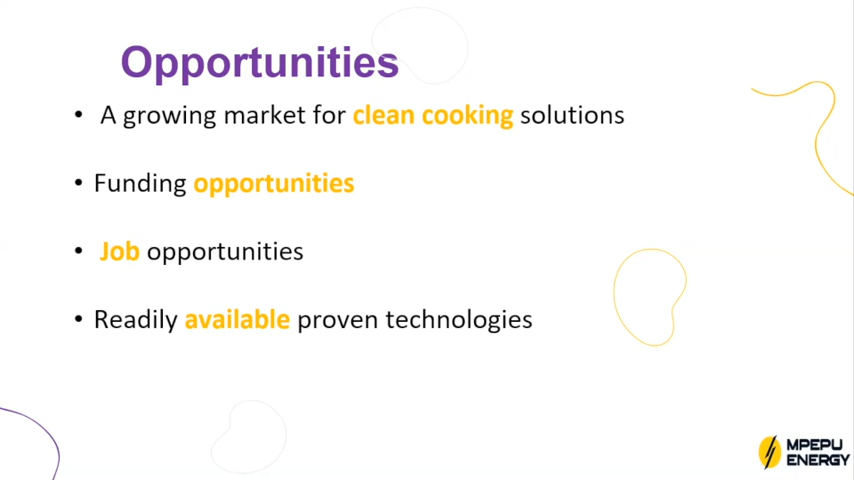 Opportunities
• A growing market for clean cooking solutions
• Funding opportunities
• Job opportunities
• Readily available proven technologies
MPEPU
ENERGY